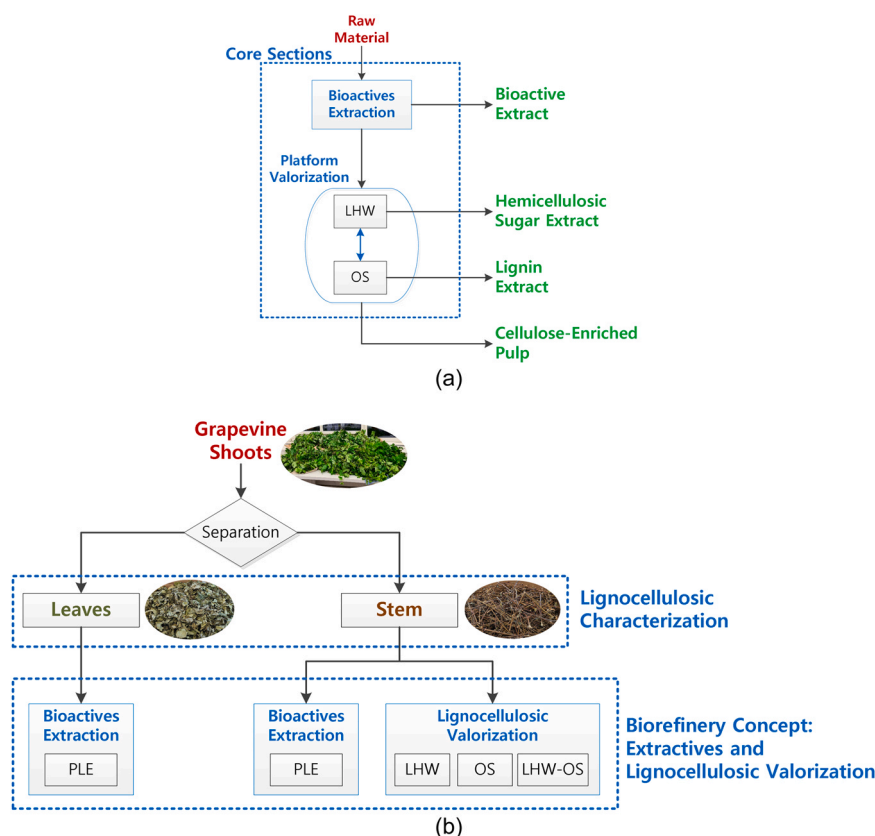 Raw
Material
Core Sections
Bioactives
Extraction
Bioactive
Extract
Platform
Valorization
LHW
Hemicellulosic
Sugar Extract
OS
Lignin
Extract
Cellulose-Enriched
Pulp
(a)
Grapevine
Shoots
Separation
Leaves
Stem
Lignocellulosic
Characterization
Bioactives
Extraction
PLE
Bioactives
Extraction
PLE
Lignocellulosic
Valorization
LHW
OS
LHW-OS
Biorefinery Concept:
Extractives and
Lignocellulosic Valorization
(b)